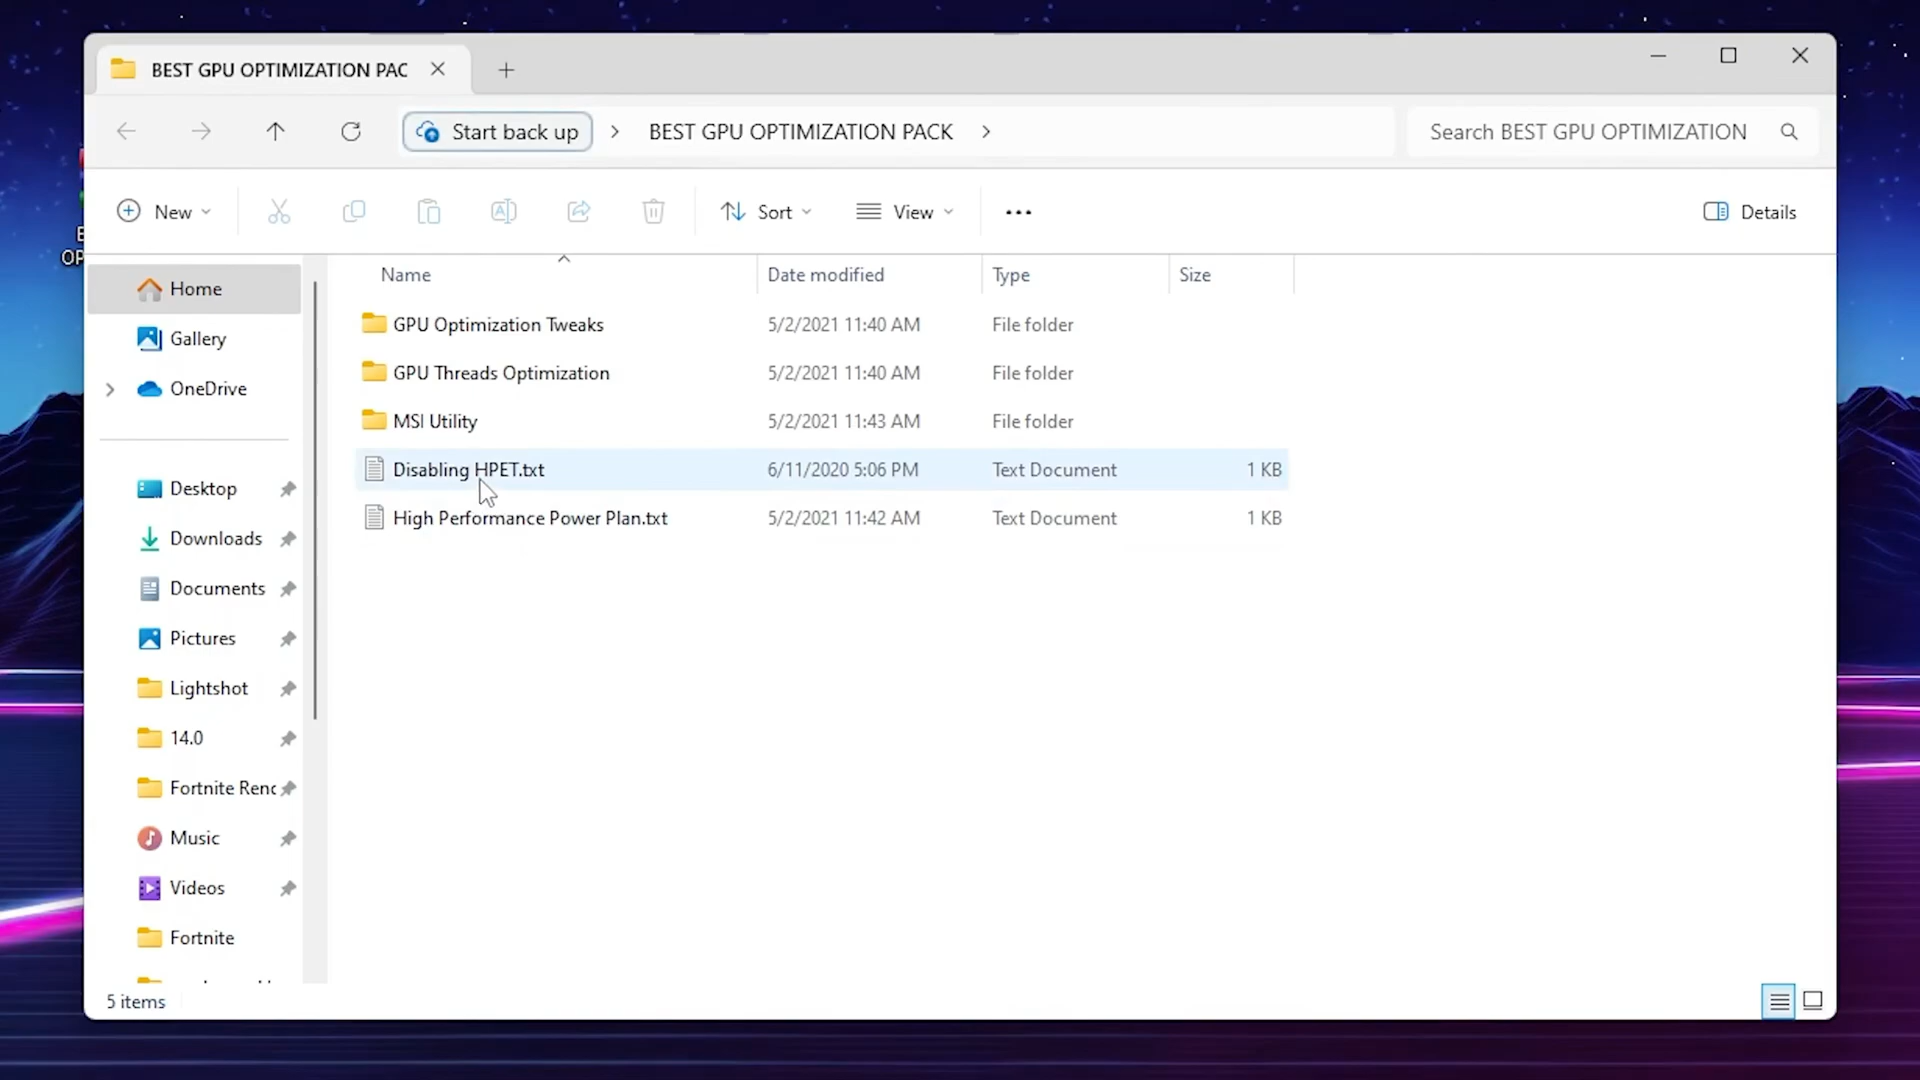 BEST GPU OPTIMIZATION PAC
Start back up
BEST GPU OPTIMIZATION PACK
Search BEST GPU OPTIMIZATION
New
Sort
View
Details
Name
Date modified
Type
Size
Home
Gallery
OneDrive
Desktop
Downloads
Documents
Pictures
Lightshot
14.0
Fortnite Renc
Music
Videos
Fortnite
GPU Optimization Tweaks 5/2/2021 11:40 AM File folder
GPU Threads Optimization 5/2/2021 11:40 AM File folder
MSI Utility 5/2/2021 11:43 AM File folder
Disabling HPET.txt 6/11/2020 5:06 PM Text Document 1 KB
High Performance Power Plan.txt 5/2/2021 11:42 AM Text Document 1 KB
5 items
OP